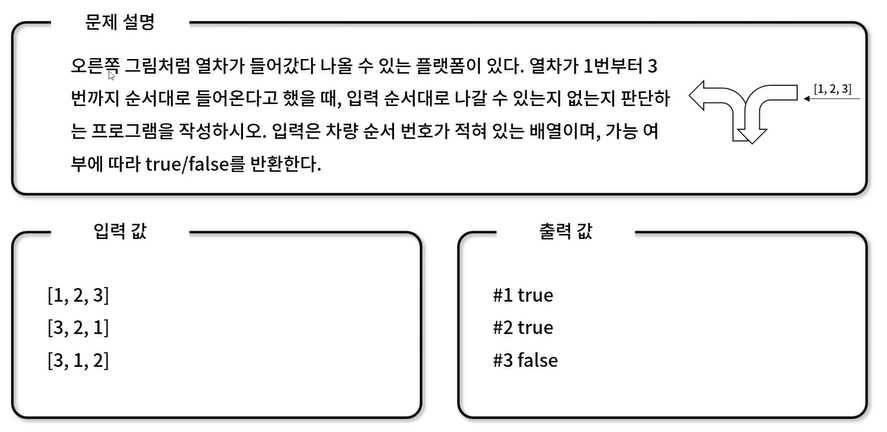 문제 설명
오른쪽 그림처럼 열차가 들어갔다 나올 수 있는 플랫폼이 있다. 열차가 1번부터 3
번까지 순서대로 들어온다고 했을 때, 입력 순서대로 나갈 수 있는지 없는지 판단하
는 프로그램을 작성하시오. 입력은 차량 순서 번호가 적혀 있는 배열이며, 가능 여
부에 따라 true/false를 반환한다.
[1, 2, 3]
입력 값
[1, 2, 3]
[3, 2, 1]
[3, 1, 2]
출력 값
#1 true
#2 true
#3 false